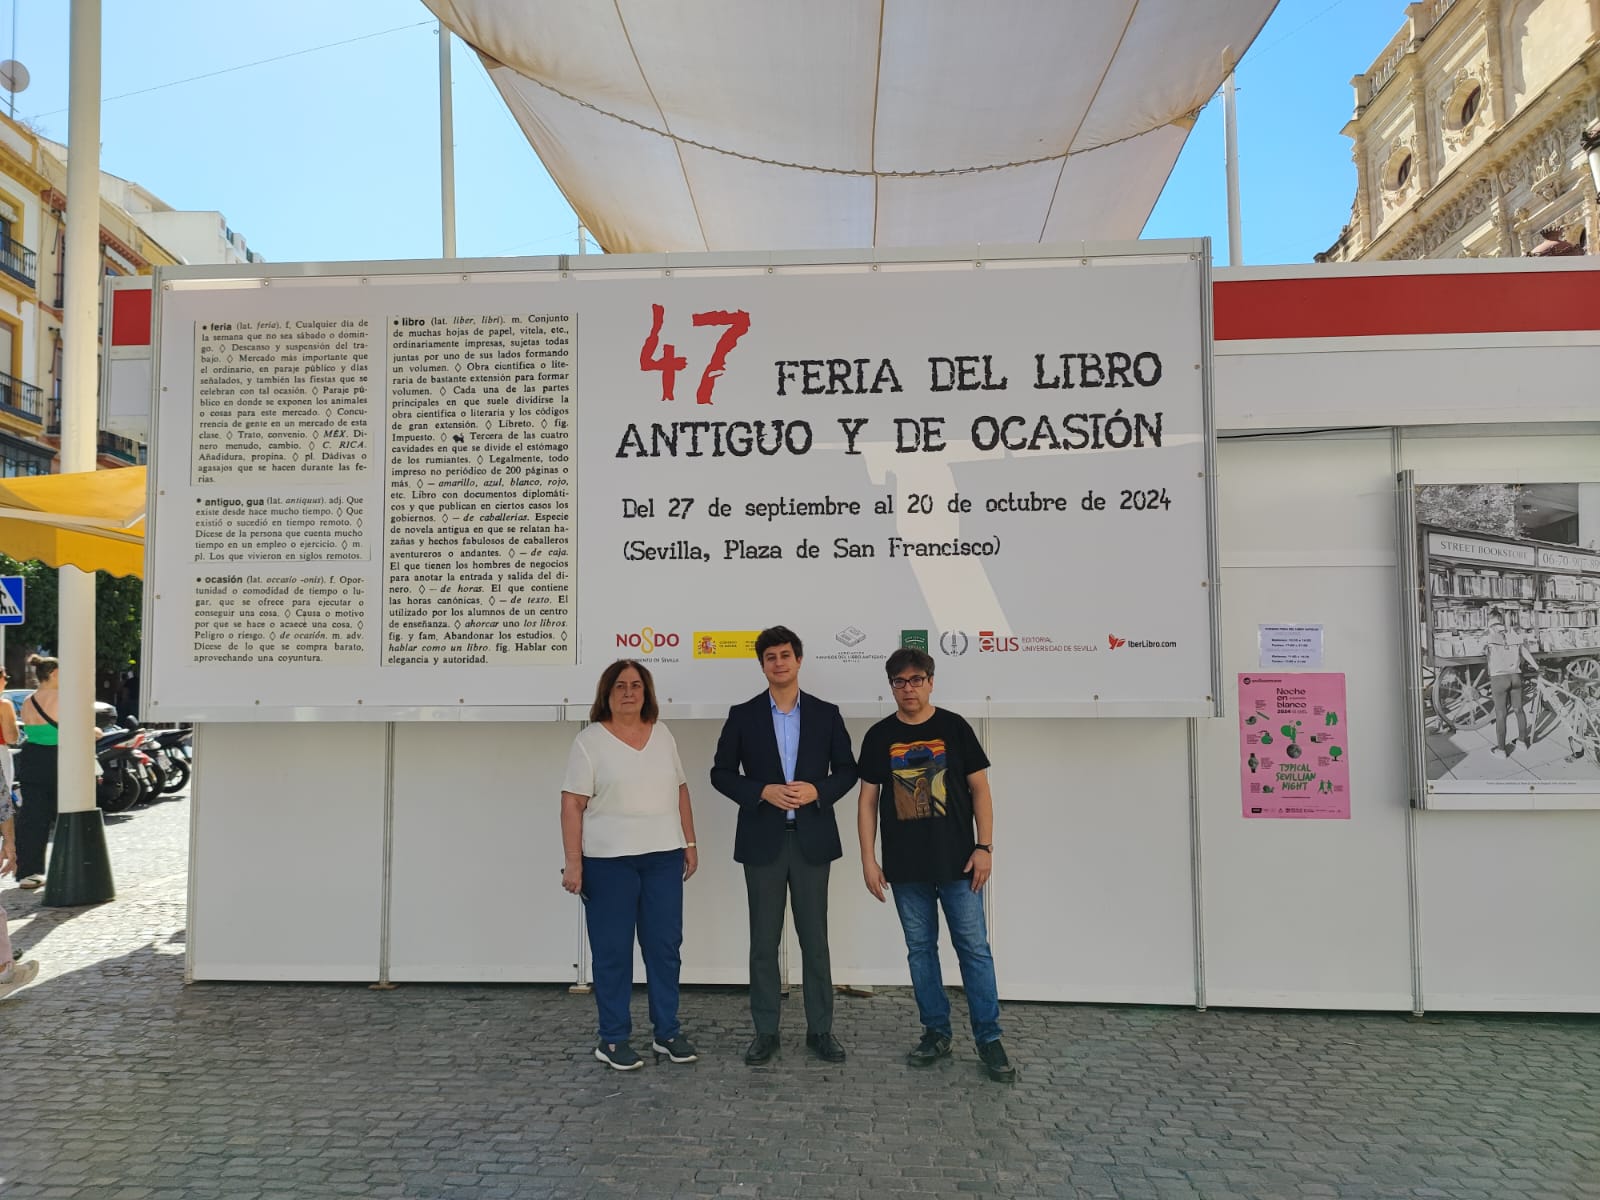 • feria (lat. feria). f. Cualquier día de
la semana que no sea sábado o domin-
go. ◊ Descanso y suspensión del tra-
bajo. ◊ Mercado más importante que
el ordinario, en paraje público y días
señalados, y también las fiestas que se
celebran con tal ocasión. ◊ Paraje pú-
blico en donde se exponen los animales
o cosas para este mercado. ◊ Concu-
rrencia de gente en un mercado de esta
clase. ◊ Trato, convenio. ◊ MÉX. Di-
nero menudo, cambio. ◊ C. RICA.
Añadidura, propina. ◊ pl. Dádivas o
agasajos que se hacen durante las fe-
rias.
• antiguo, gua (lat. antiquus). adj. Que
existe desde hace mucho tiempo. ◊ Que
existió o sucedió en tiempo remoto. ◊
Dícese de la persona que cuenta mucho
tiempo en un empleo o ejercicio. ◊ m.
pl. Los que vivieron en siglos remotos.
• ocasión (lat. occasio -onis). f. Opor-
tunidad o comodidad de tiempo o lu-
gar, que se ofrece para ejecutar o
conseguir una cosa. ◊ Causa o motivo
por que se hace o acaece una cosa. ◊
Peligro o riesgo. ◊ de ocasión. m. adv.
Dícese de lo que se compra barato,
aprovechando una coyuntura.
• libro (lat. liber, libri). m. Conjunto
de muchas hojas de papel, vitela, etc.,
ordinariamente impresas, sujetas todas
juntas por uno de sus lados formando
un volumen. ◊ Obra científica o lite-
raria de bastante extensión para formar
volumen. ◊ Cada una de las partes
principales en que suele dividirse la
obra científica o literaria y los códigos
de gran extensión. ◊ Libreto. ◊ fig.
Impuesto. ◊ Tercera de las cuatro
cavidades en que se divide el estómago
de los rumiantes. ◊ Legalmente, todo
impreso no periódico de 200 páginas o
más. ◊ – amarillo, azul, blanco, rojo,
etc. Libro con documentos diplomáti-
cos y que publican en ciertos casos los
gobiernos. ◊ – de caballerías. Especie
de novela antigua en que se relatan ha-
zañas y hechos fabulosos de caballeros
aventureros o andantes. ◊ – de caja.
El que tienen los hombres de negocios
para anotar la entrada y salida del di-
nero. ◊ – de horas. El que contiene
las horas canónicas. ◊ – de texto. El
utilizado por los alumnos de un centro
de enseñanza. ◊ ahorcar uno los libros.
fig. y fam. Abandonar los estudios. ◊
hablar como un libro. fig. Hablar con
elegancia y autoridad.
47 FERIA DEL LIBRO
ANTIGUO Y DE OCASIÓN
Del 27 de septiembre al 20 de octubre de 2024
(Sevilla, Plaza de San Francisco)
NO8DO
DE SEVILLA
eus EDITORIAL
UNIVERSIDAD DE SEVILLA
IberLibro.com
STREET BOOKSTORE
Noche
en
blanco
TYPICAL
SEVILLIAN
NIGHT